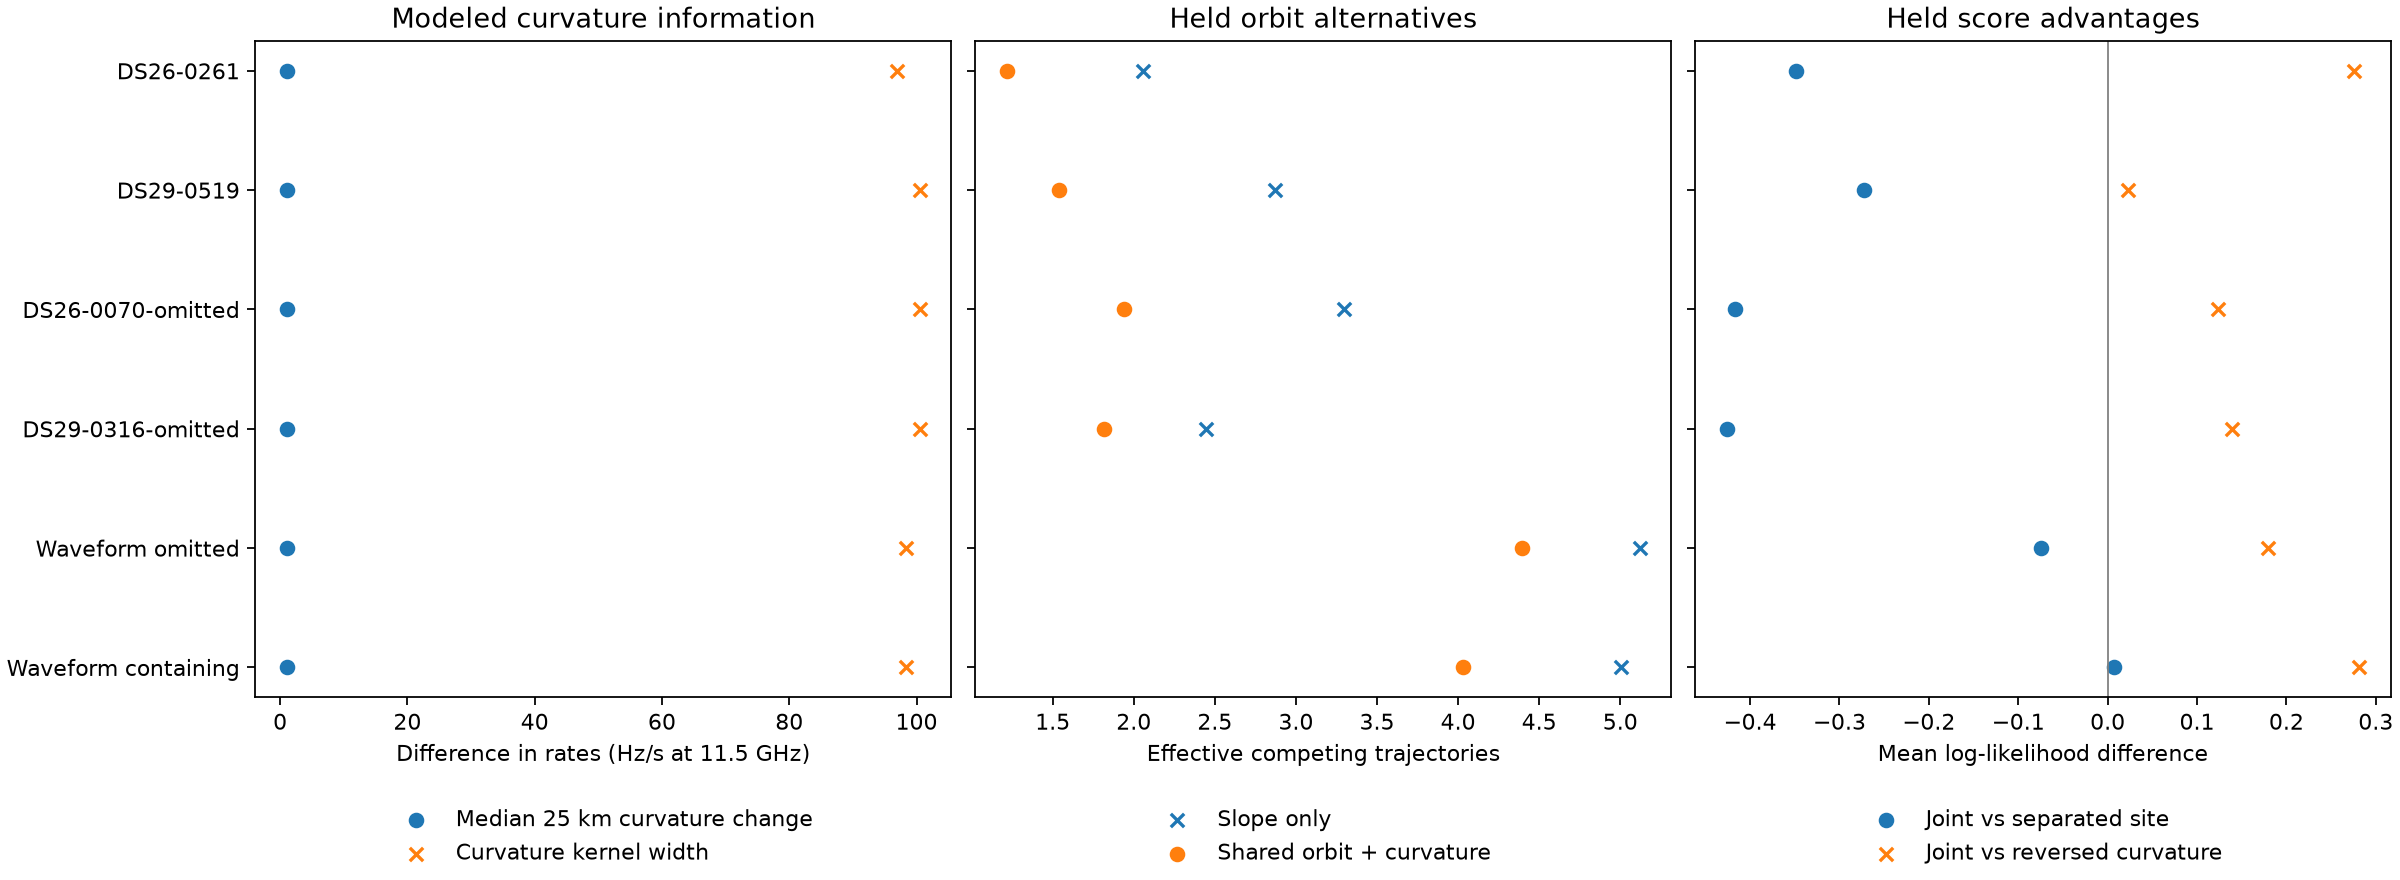 Modeled curvature information
Held orbit alternatives
Held score advantages
DS26-0261
DS29-0519
DS26-0070-omitted
DS29-0316-omitted
Waveform omitted
Waveform containing
0 20 40 60 80 100
1.5 2.0 2.5 3.0 3.5 4.0 4.5 5.0
−0.4 −0.3 −0.2 −0.1 0.0 0.1 0.2 0.3
Difference in rates (Hz/s at 11.5 GHz)
Effective competing trajectories
Mean log-likelihood difference
Median 25 km curvature change
Curvature kernel width
Slope only
Shared orbit + curvature
Joint vs separated site
Joint vs reversed curvature